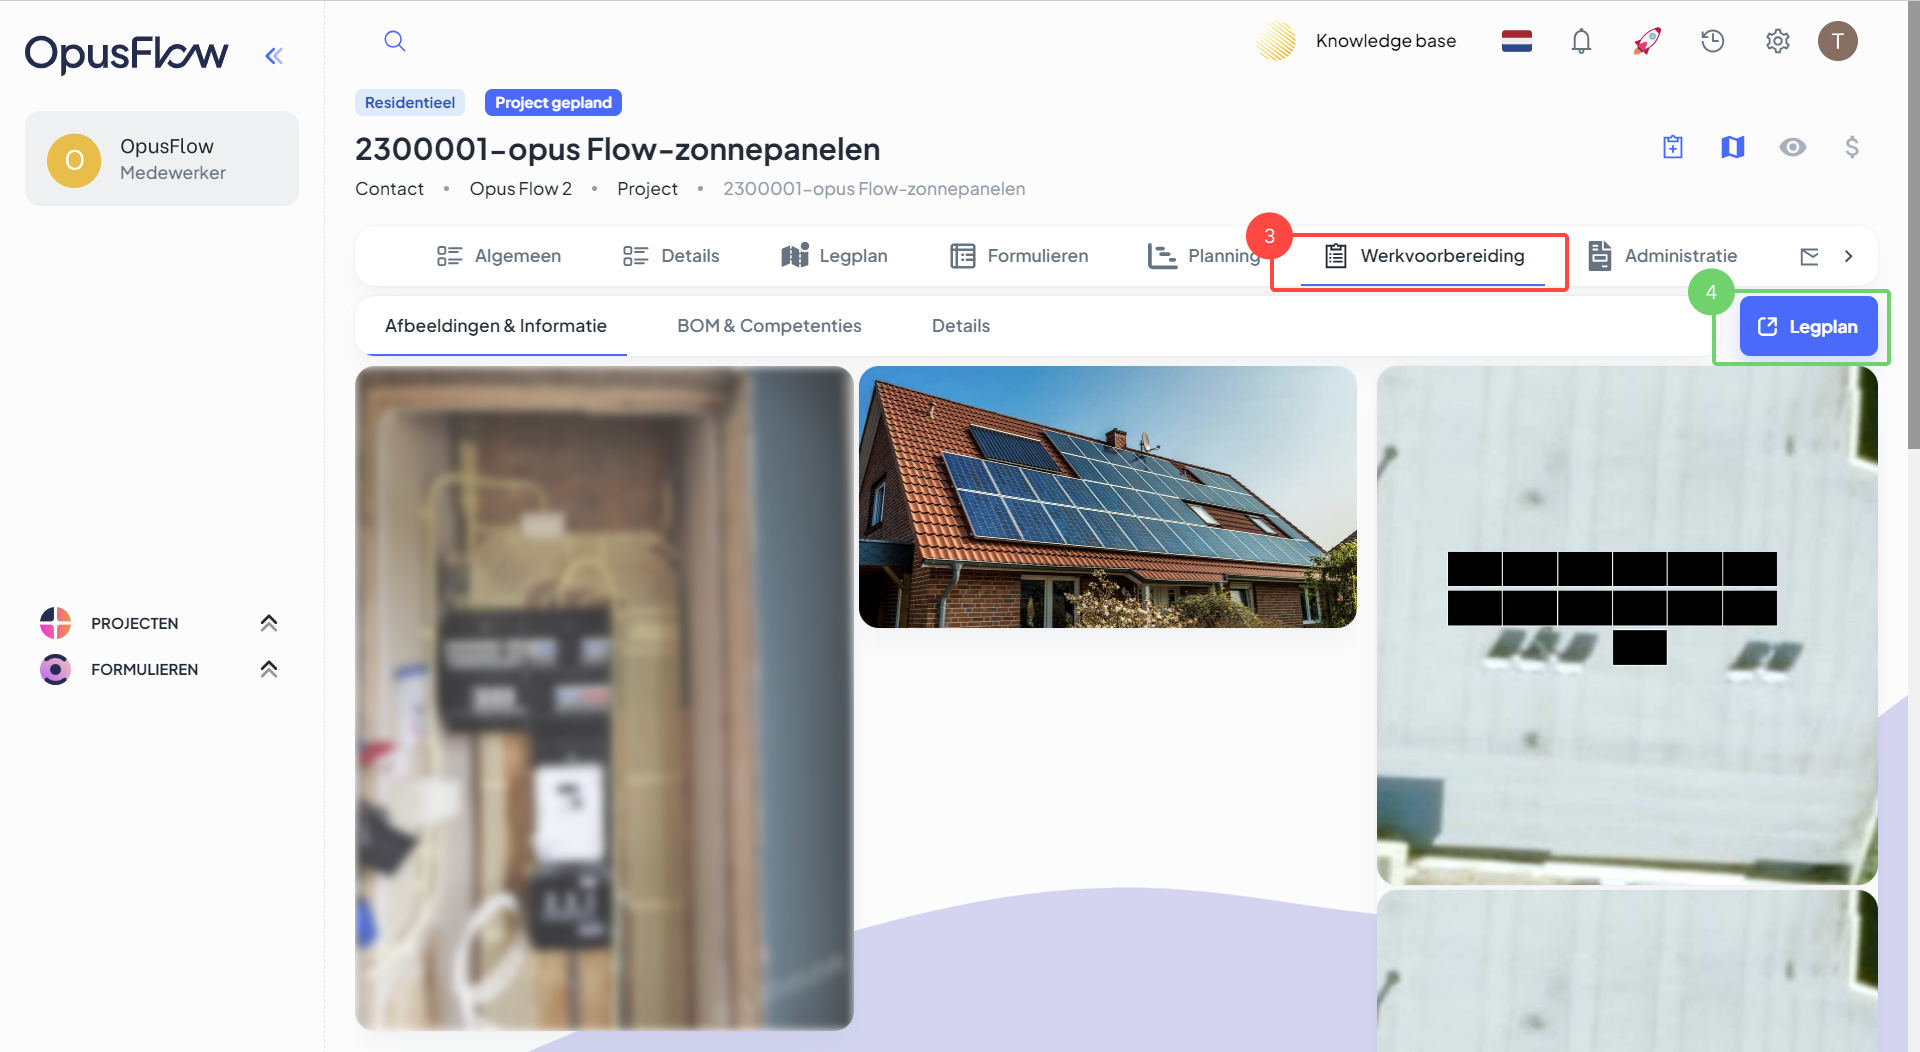 OpusFlow
Knowledge base
T
O
OpusFlow
Medewerker
Residentieel
Project gepland
2300001-opus Flow-zonnepanelen
Contact • Opus Flow 2 • Project • 2300001-opus Flow-zonnepanelen
Algemeen
Details
Legplan
Formulieren
Planning
3
Werkvoorbereiding
Administratie
4
Afbeeldingen & Informatie
BOM & Competenties
Details
Legplan
PROJECTEN
FORMULIEREN